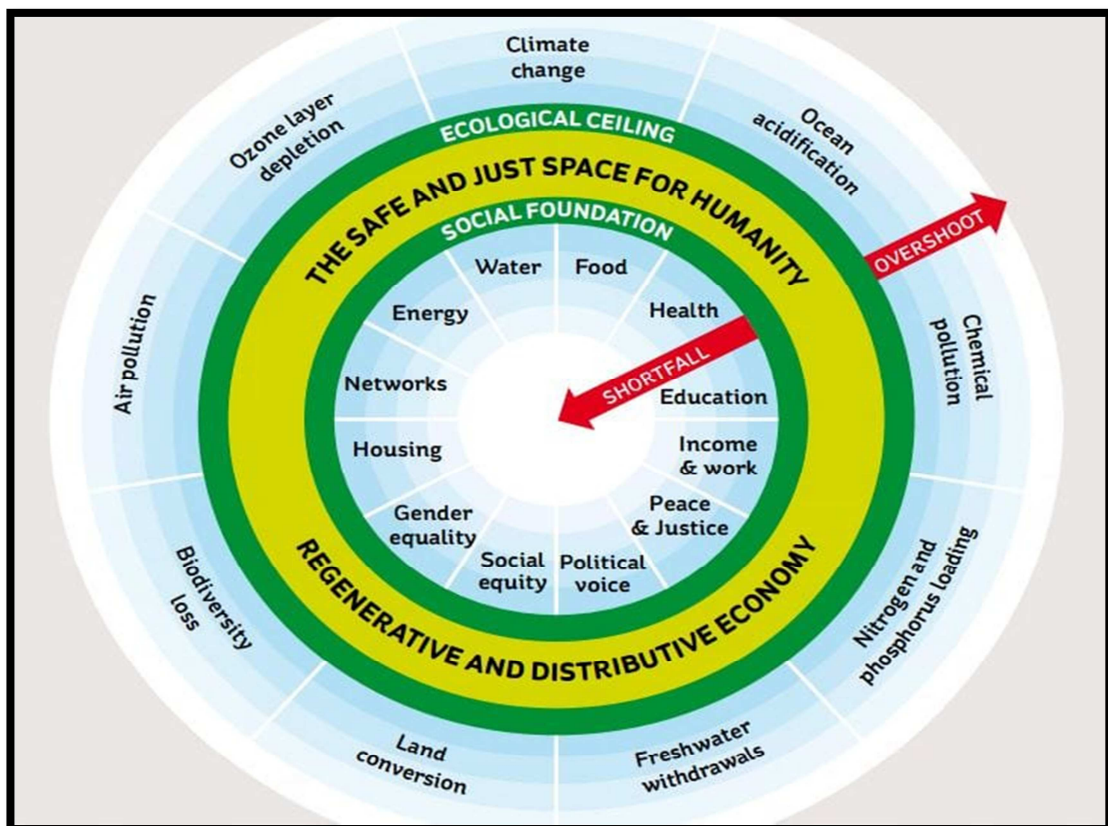 Climate
change
Ocean
acidification
Chemical
pollution
Nitrogen and
phosphorus loading
Freshwater
withdrawals
Land
conversion
Biodiversity
loss
Air pollution
Ozone layer
depletion
OVERSHOOT
ECOLOGICAL CEILING
THE SAFE AND JUST SPACE FOR HUMANITY
SOCIAL FOUNDATION
Water
Food
Health
SHORTFALL
Education
Income
& work
Peace
& Justice
Political
voice
Social
equity
Gender
equality
Housing
Networks
Energy
REGENERATIVE AND DISTRIBUTIVE ECONOMY